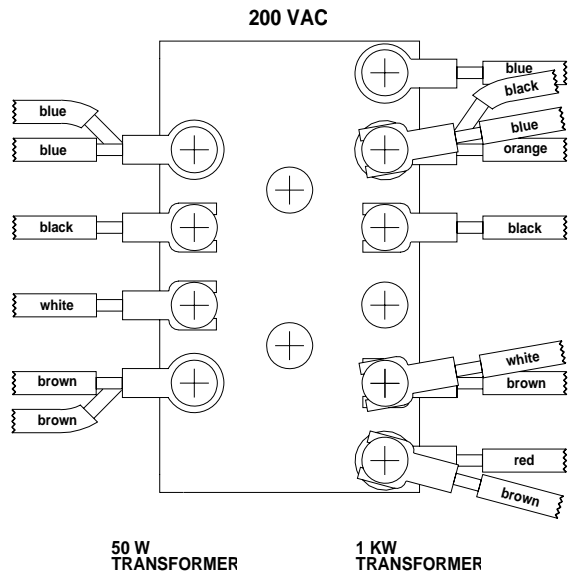 200 VAC
blue
blue
black
white
brown
brown
blue
black
blue
orange
black
white
brown
red
brown
50 W
TRANSFORMER
1 KW
TRANSFORMER